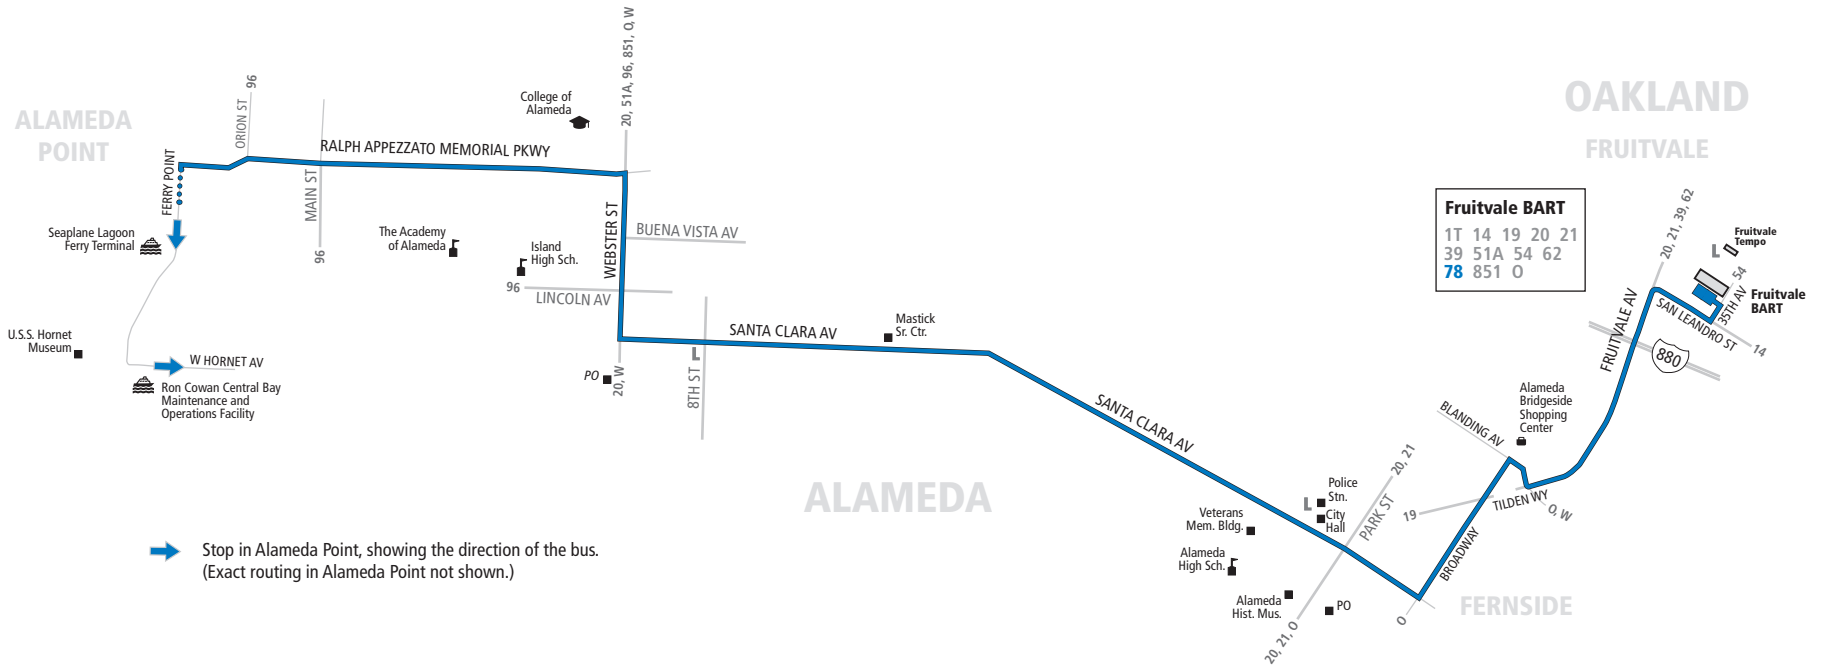 ALAMEDA
POINT
ORION ST
96
FERRY POINT
RALPH APPEZZATO MEMORIAL PKWY
MAIN ST
96
College of
Alameda
20, 51A, 96, 851, O, W
Seaplane Lagoon
Ferry Terminal
The Academy
of Alameda
Island
High Sch.
WEBSTER ST
BUENA VISTA AV
96
LINCOLN AV
U.S.S. Hornet
Museum
W HORNET AV
Ron Cowan Central Bay
Maintenance and
Operations Facility
PO
20, W
SANTA CLARA AV
8TH ST
L
Mastick
Sr. Ctr.
SANTA CLARA AV
ALAMEDA
Stop in Alameda Point, showing the direction of the bus.
(Exact routing in Alameda Point not shown.)
Veterans
Mem. Bldg.
Alameda
High Sch.
Alameda
Hist. Mus.
PO
L
Police
Stn.
City
Hall
PARK ST
20, 21
20, 21, O
19
TILDEN WY
O, W
BROADWAY
O
FERNSIDE
BLANDING AV
Alameda
Bridgeside
Shopping
Center
FRUITVALE AV
880
OAKLAND
FRUITVALE
Fruitvale BART
1T 14 19 20 21
39 51A 54 62
78 851 O
20, 21, 39, 62
L
Fruitvale
Tempo
54
35TH AV
Fruitvale
BART
SAN LEANDRO ST
14